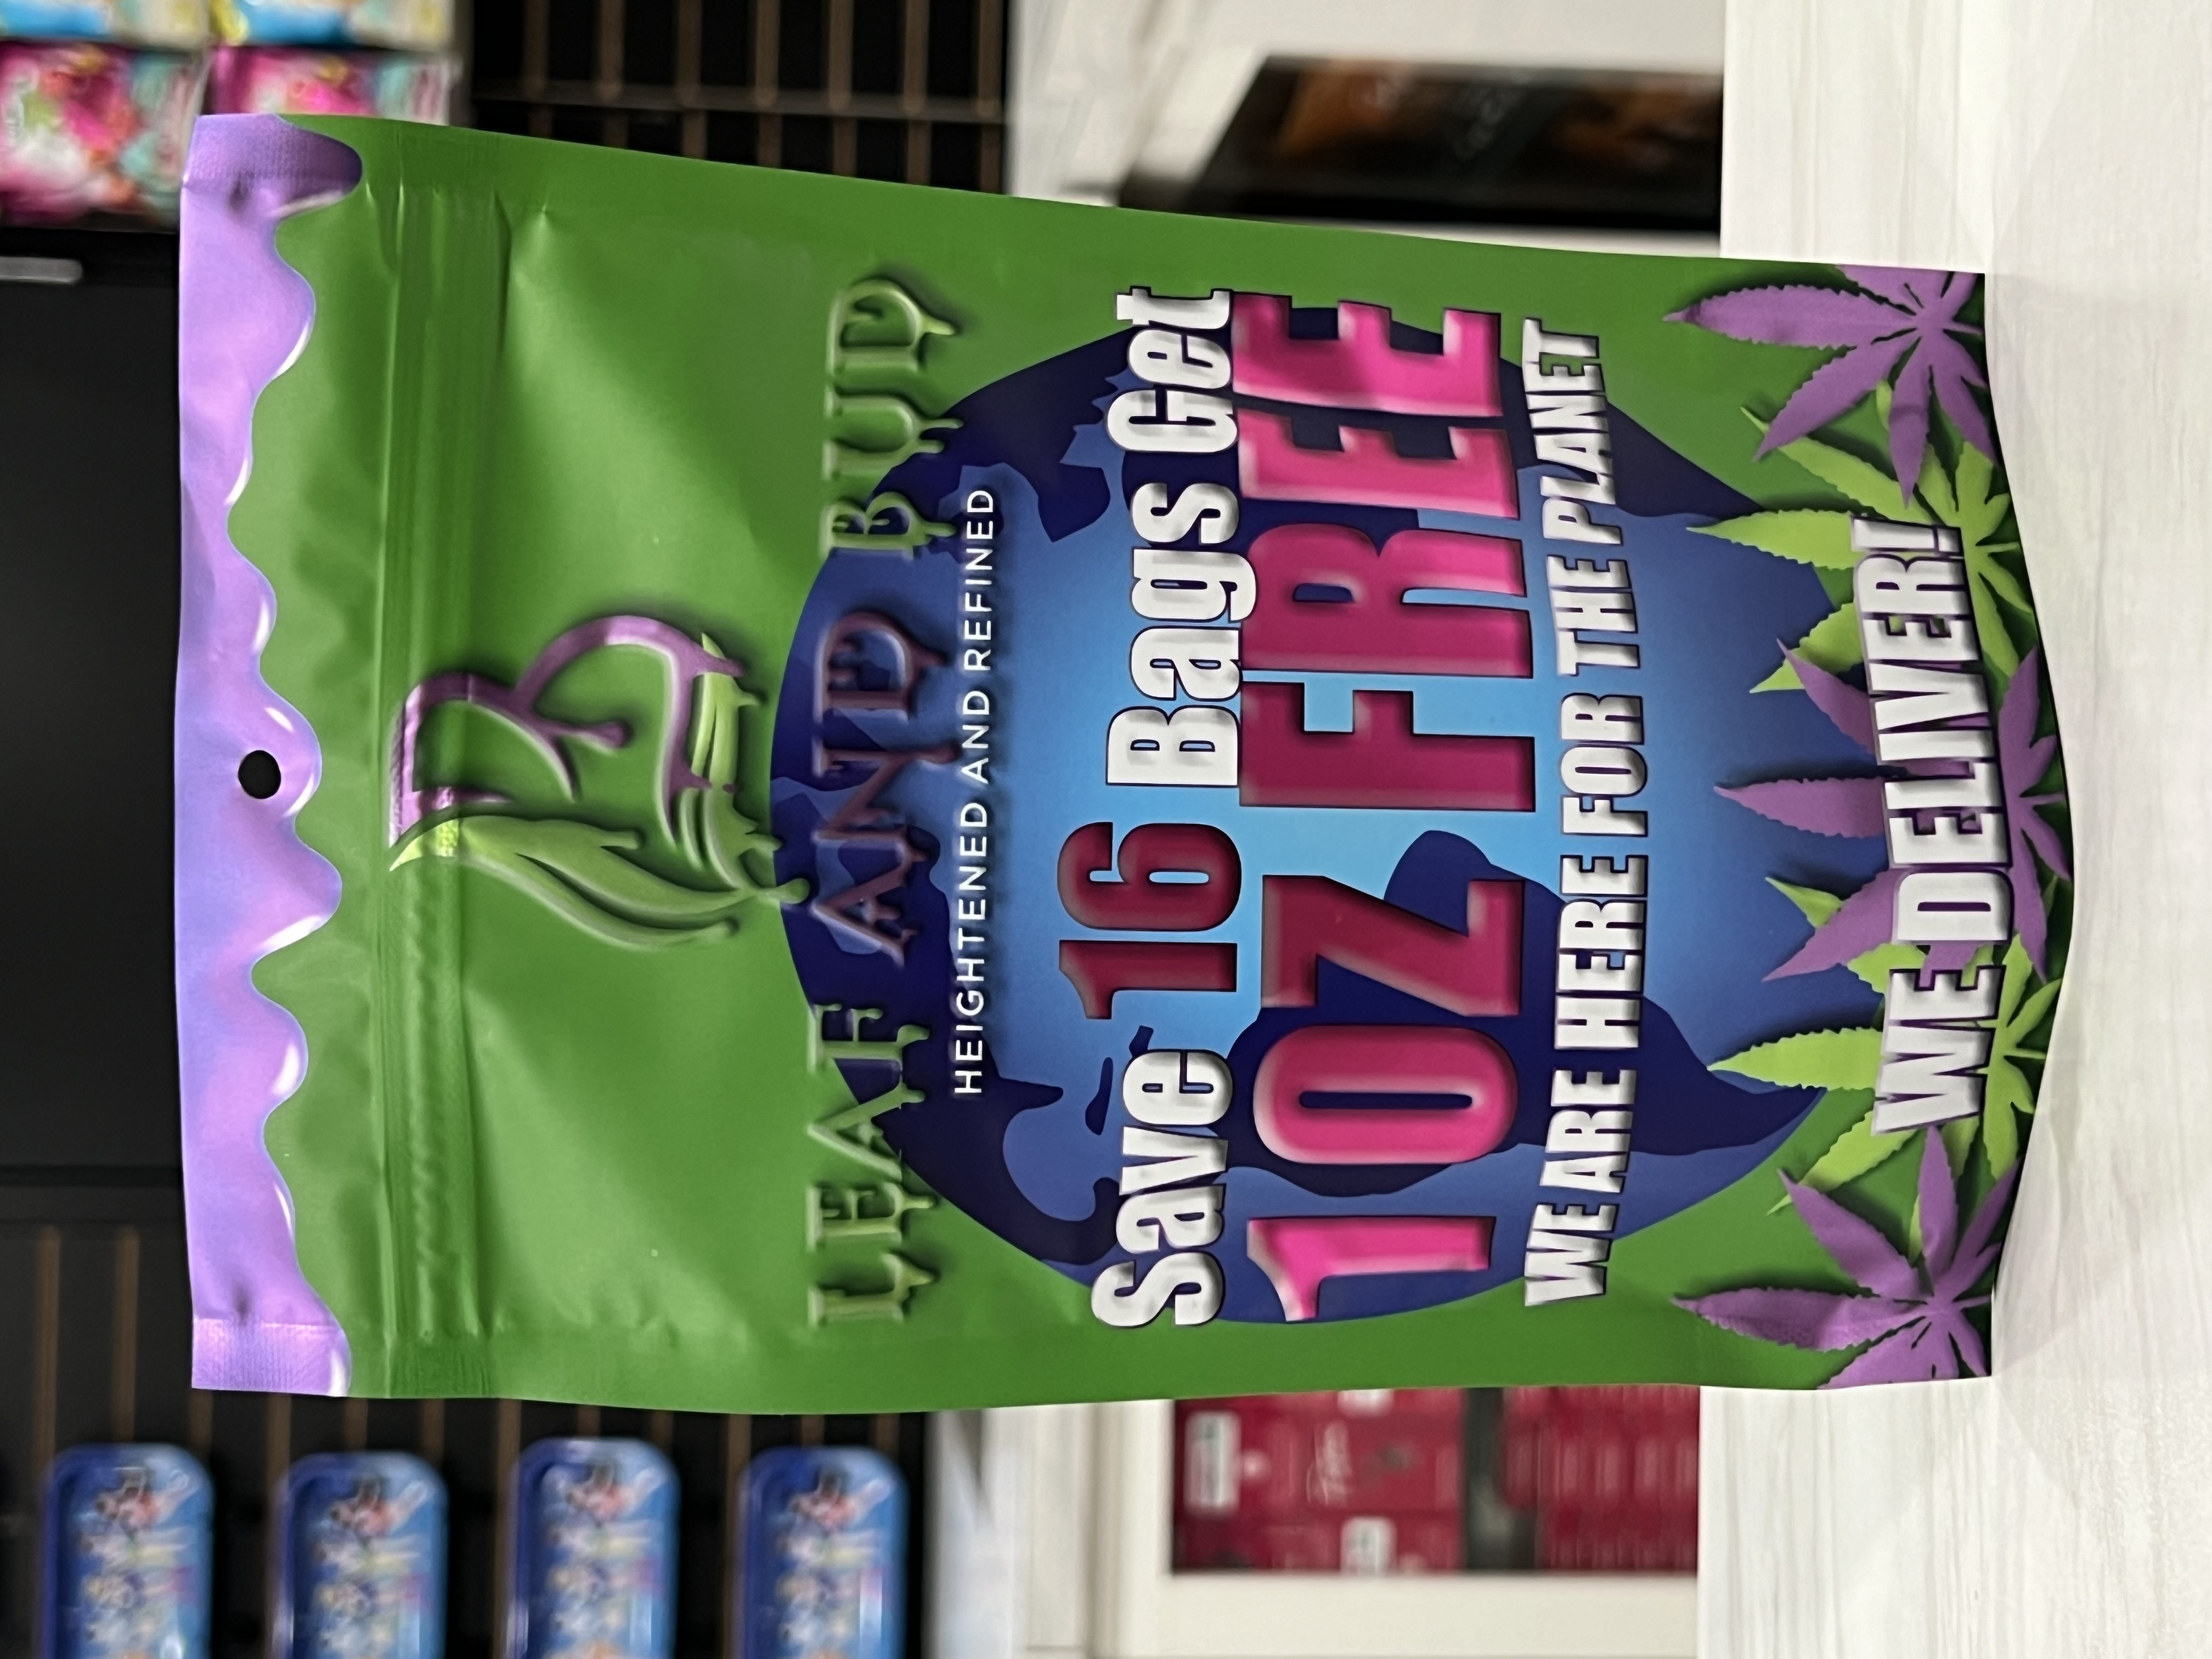 LEAF AND BUD
HEIGHTENED AND REFINED
Save 16 Bags Get
1OZ FREE
WE ARE HERE FOR THE PLANET
WE DELIVER!